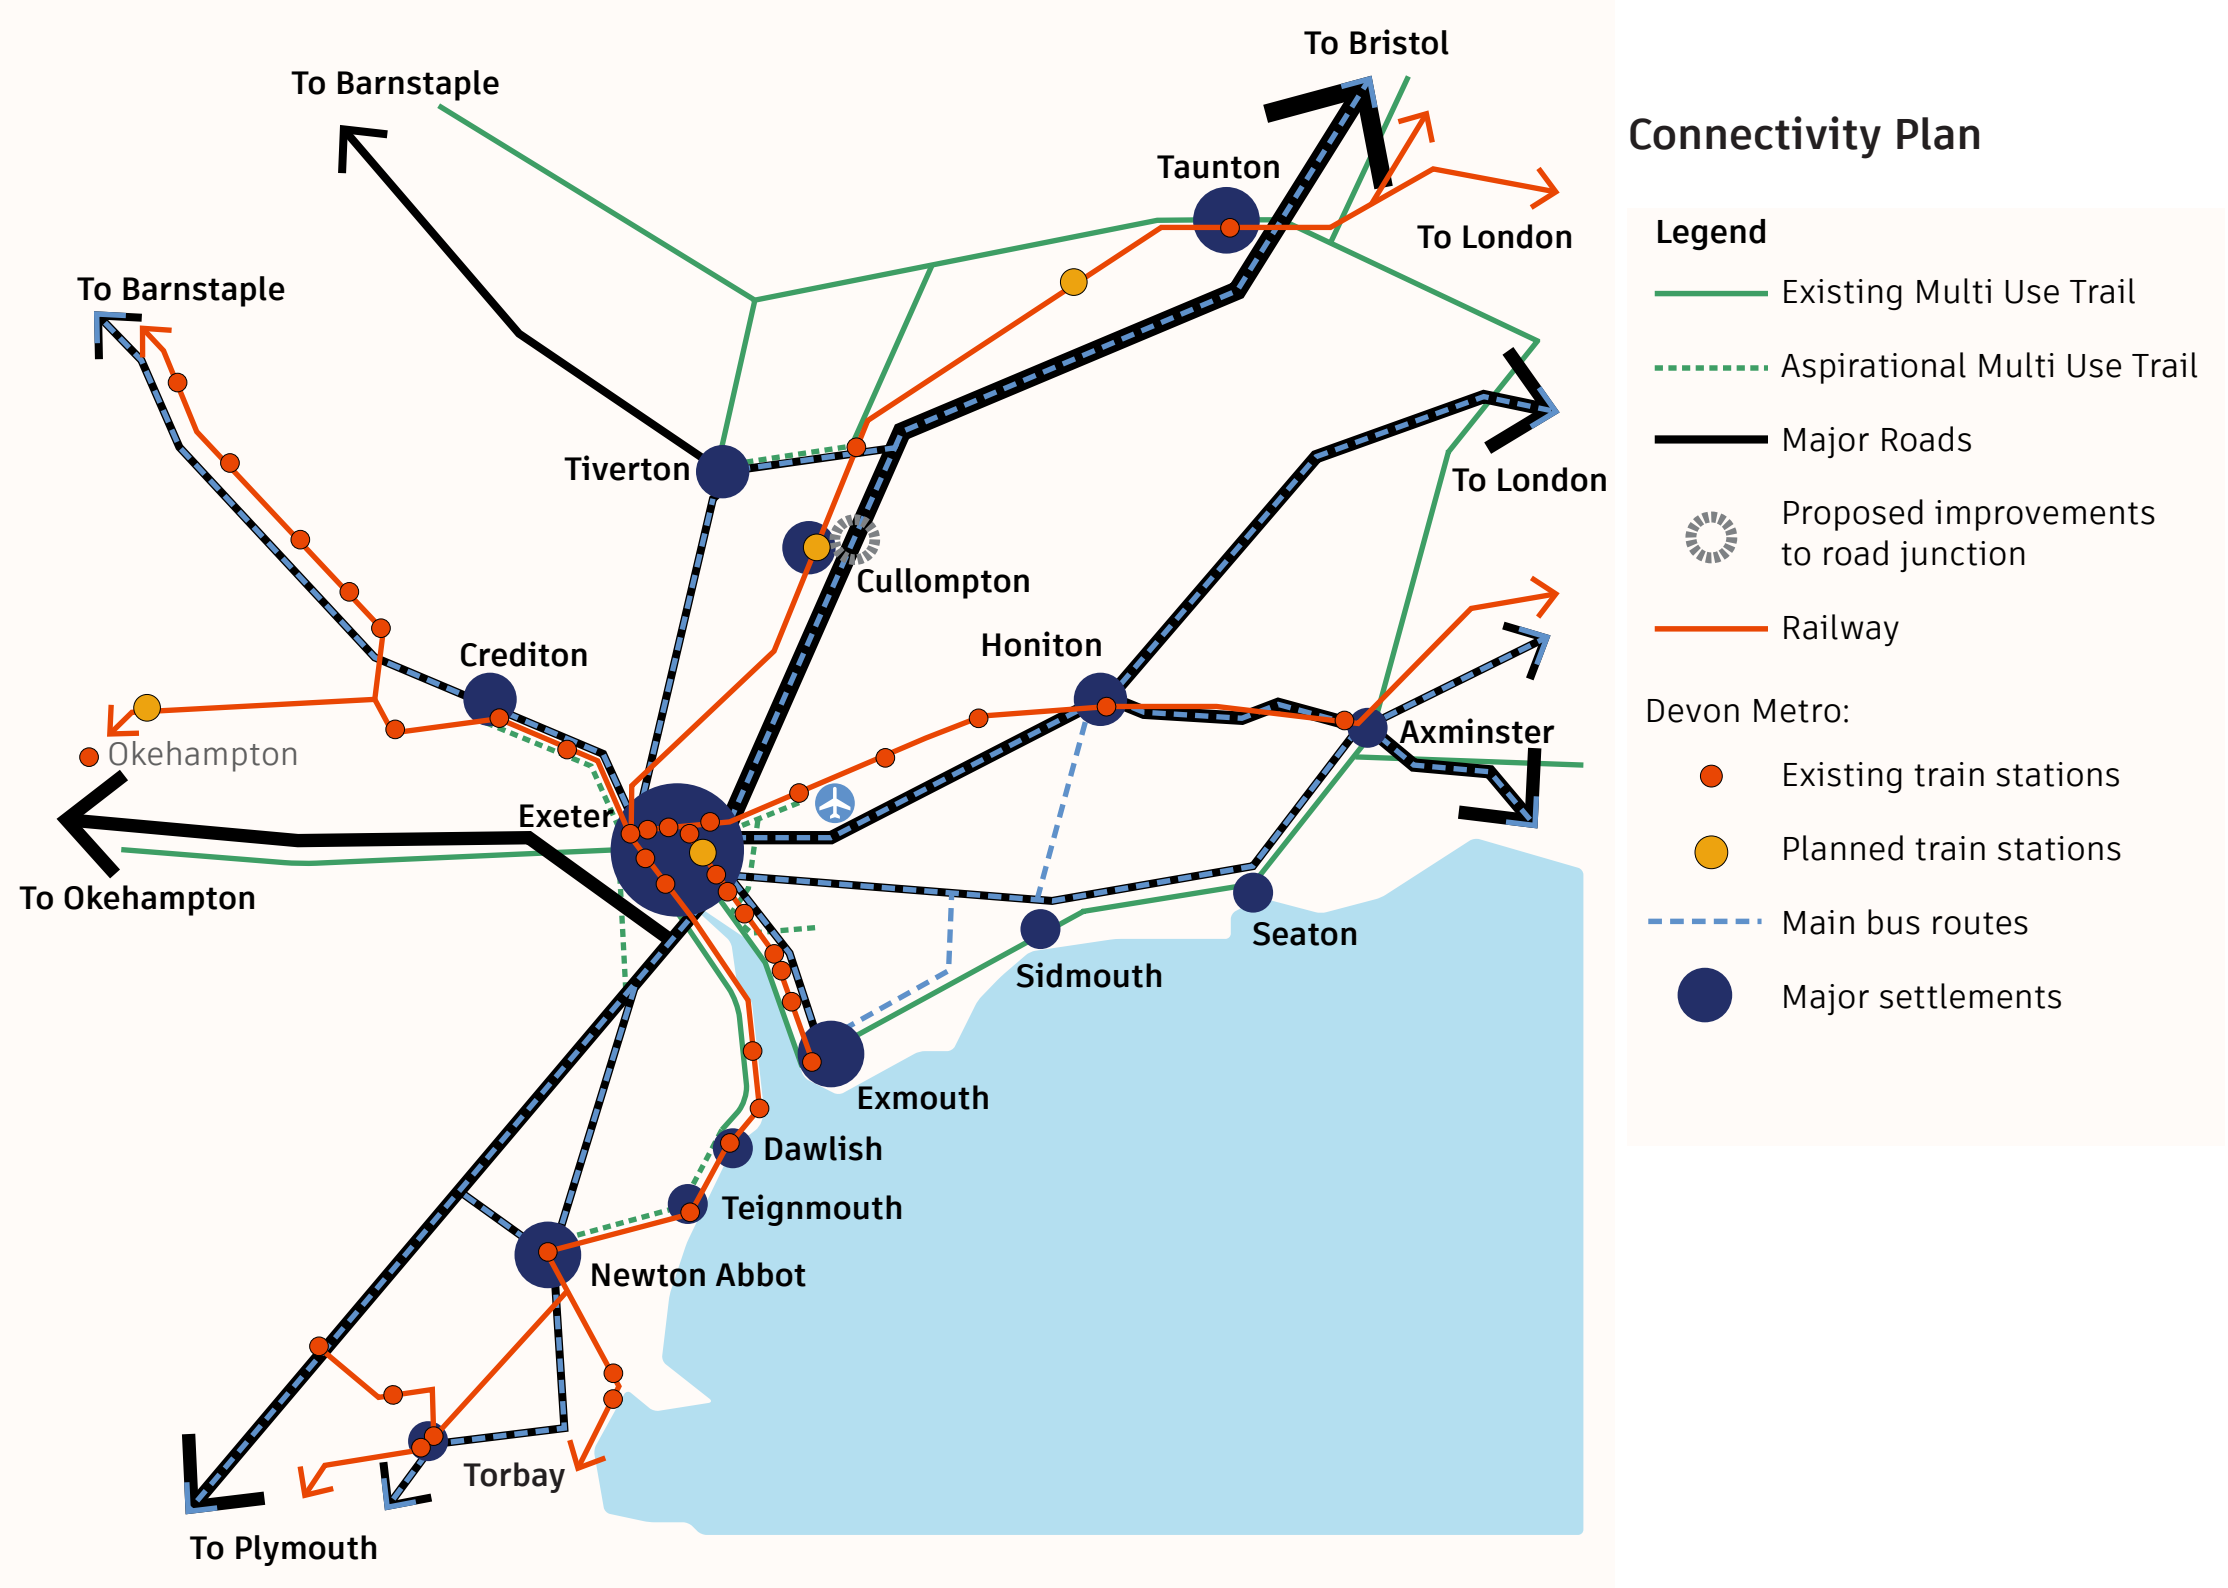 To Bristol
To Barnstaple
Taunton
To London
To Barnstaple
Tiverton
To London
Cullompton
Honiton
Crediton
Axminster
Okehampton
Exeter
To Okehampton
Seaton
Sidmouth
Exmouth
Dawlish
Teignmouth
Newton Abbot
Torbay
To Plymouth
Connectivity Plan
Legend
Existing Multi Use Trail
Aspirational Multi Use Trail
Major Roads
Proposed improvements
to road junction
Railway
Devon Metro:
Existing train stations
Planned train stations
Main bus routes
Major settlements